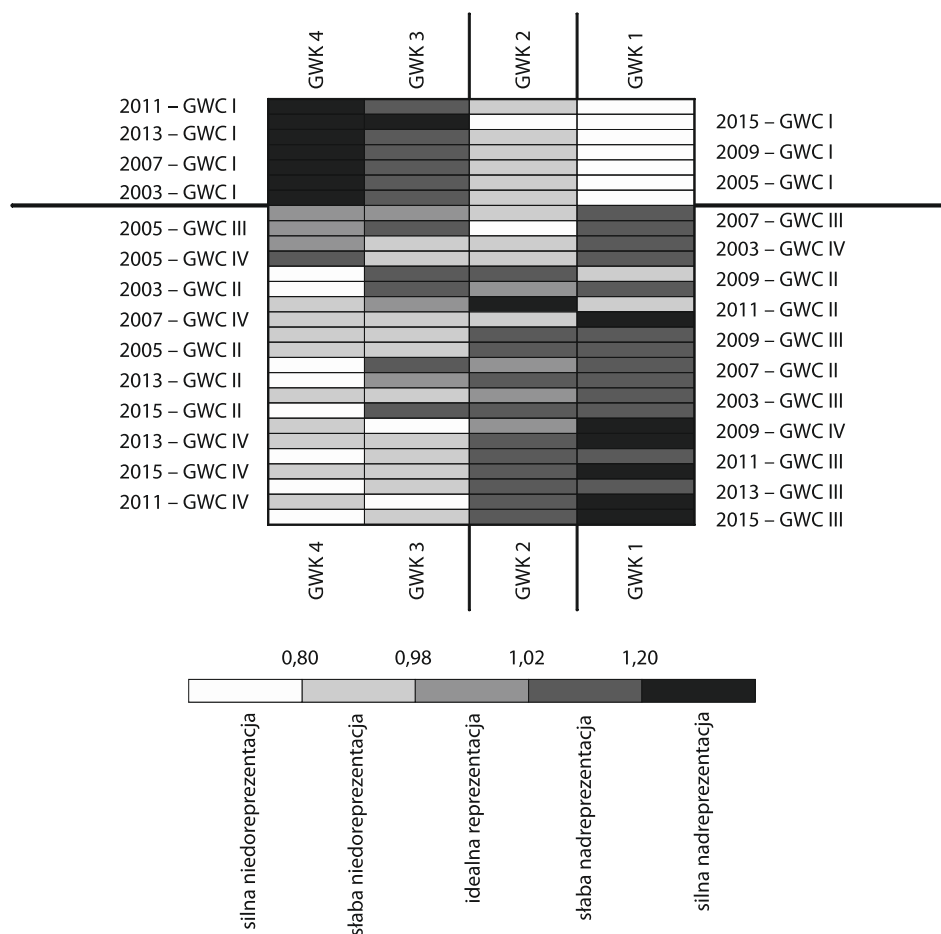 GWK 4
GWK 3
GWK 2
GWK 1
2011 – GWC I
2015 – GWC I
2013 – GWC I
2009 – GWC I
2007 – GWC I
2005 – GWC I
2003 – GWC I
2007 – GWC III
2005 – GWC III
2003 – GWC IV
2005 – GWC IV
2009 – GWC II
2003 – GWC II
2011 – GWC II
2007 – GWC IV
2009 – GWC III
2005 – GWC II
2007 – GWC II
2013 – GWC II
2003 – GWC III
2015 – GWC II
2009 – GWC IV
2013 – GWC IV
2011 – GWC III
2015 – GWC IV
2013 – GWC III
2011 – GWC IV
2015 – GWC III
GWK 4
GWK 3
GWK 2
GWK 1
0,80
0,98
1,02
1,20
silna niedoreprezentacja
słaba niedoreprezentacja
idealna reprezentacja
słaba nadreprezentacja
silna nadreprezentacja